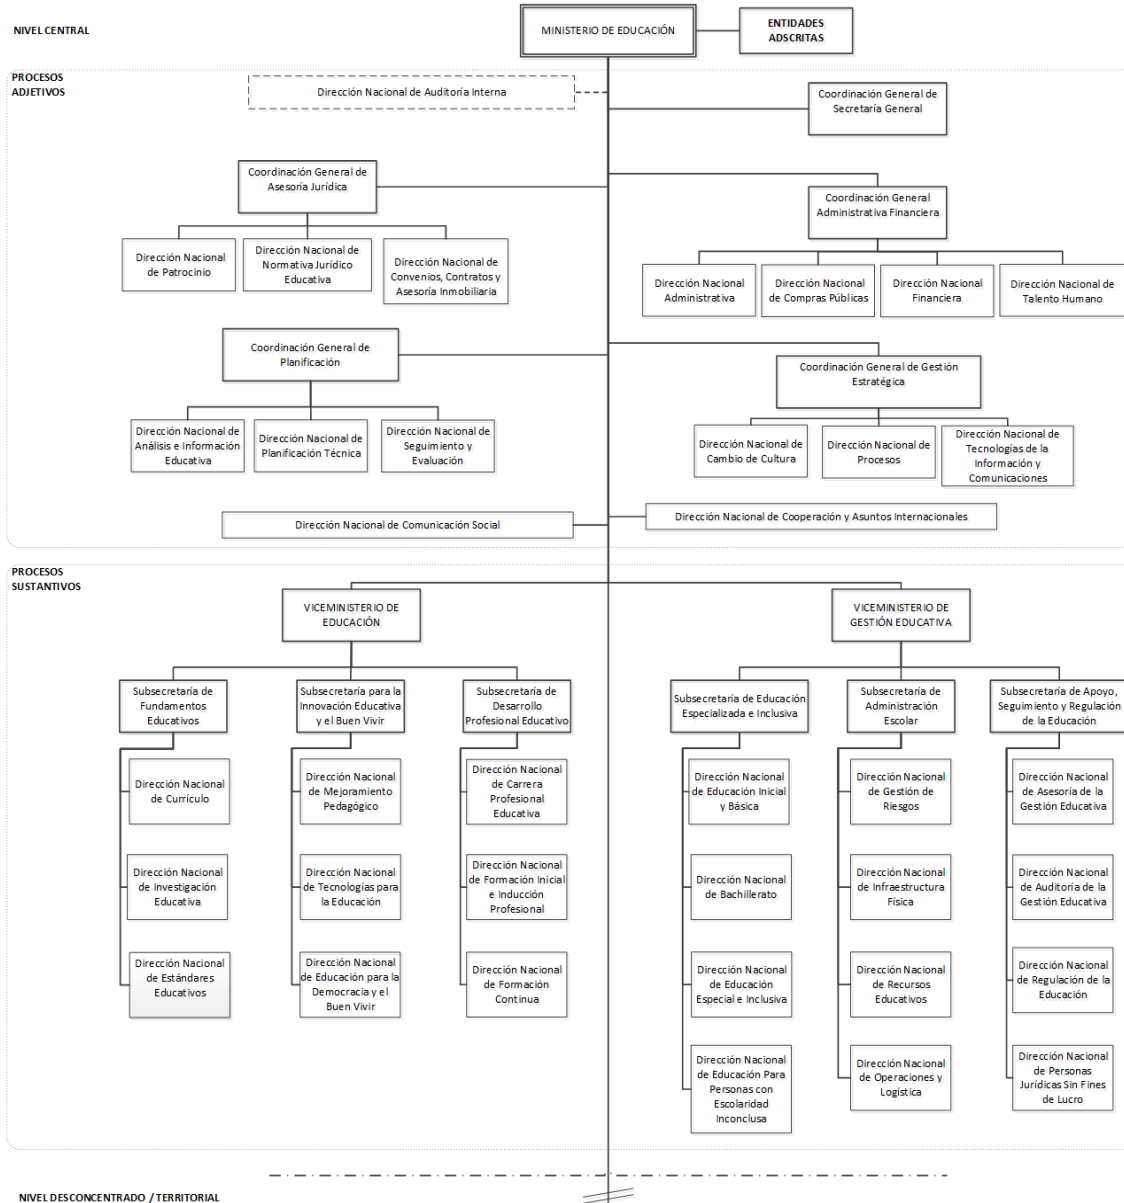 NIVEL CENTRAL
MINISTERIO DE EDUCACIÓN
ENTIDADES
ADSCRITAS
PROCESOS
ADJETIVOS
Dirección Nacional de Auditoría Interna
Coordinación General de
Secretaría General
Coordinación General de
Asesoría Jurídica
Coordinación General
Administrativa Financiera
Dirección Nacional
de Patrocinio
Dirección Nacional de
Normativa Jurídico
Educativa
Dirección Nacional de
Convenios, Contratos y
Asesoría Inmobiliaria
Dirección Nacional
Administrativa
Dirección Nacional
de Compras Públicas
Dirección Nacional
Financiera
Dirección Nacional de
Talento Humano
Coordinación General de
Planificación
Coordinación General de Gestión
Estratégica
Dirección Nacional de
Análisis e Información
Educativa
Dirección Nacional de
Planificación Técnica
Dirección Nacional de
Seguimiento y
Evaluación
Dirección Nacional de
Cambio de Cultura
Dirección Nacional de
Procesos
Dirección Nacional de
Tecnologías de la
Información y
Comunicaciones
Dirección Nacional de Comunicación Social
Dirección Nacional de Cooperación y Asuntos Internacionales
PROCESOS
SUSTANTIVOS
VICEMINISTERIO DE
EDUCACIÓN
VICEMINISTERIO DE
GESTIÓN EDUCATIVA
Subsecretaría de
Fundamentos
Educativos
Subsecretaría para la
Innovación Educativa
y el Buen Vivir
Subsecretaría de
Desarrollo
Profesional Educativo
Subsecretaría de Educación
Especializada e Inclusiva
Subsecretaría de
Administración
Escolar
Subsecretaría de Apoyo,
Seguimiento y Regulación
de la Educación
Dirección Nacional
de Currículo
Dirección Nacional
de Mejoramiento
Pedagógico
Dirección Nacional
de Carrera
Profesional
Educativa
Dirección Nacional
de Educación Inicial
y Básica
Dirección Nacional
de Gestión de
Riesgos
Dirección Nacional
de Asesoría de la
Gestión Educativa
Dirección Nacional
de Investigación
Educativa
Dirección Nacional
de Tecnologías para
la Educación
Dirección Nacional
de Formación Inicial
e Inducción
Profesional
Dirección Nacional
de Bachillerato
Dirección Nacional
de Infraestructura
Física
Dirección Nacional
de Auditoría de la
Gestión Educativa
Dirección Nacional
de Estándares
Educativos
Dirección Nacional
de Educación para la
Democracia y el
Buen Vivir
Dirección Nacional
de Formación
Continua
Dirección Nacional
de Educación
Especial e Inclusiva
Dirección Nacional
de Recursos
Educativos
Dirección Nacional
de Regulación de la
Educación
Dirección Nacional
de Educación Para
Personas con
Escolaridad
Inconclusa
Dirección Nacional
de Operaciones y
Logística
Dirección Nacional
de Personas
Jurídicas Sin Fines
de Lucro
NIVEL DESCONCENTRADO / TERRITORIAL